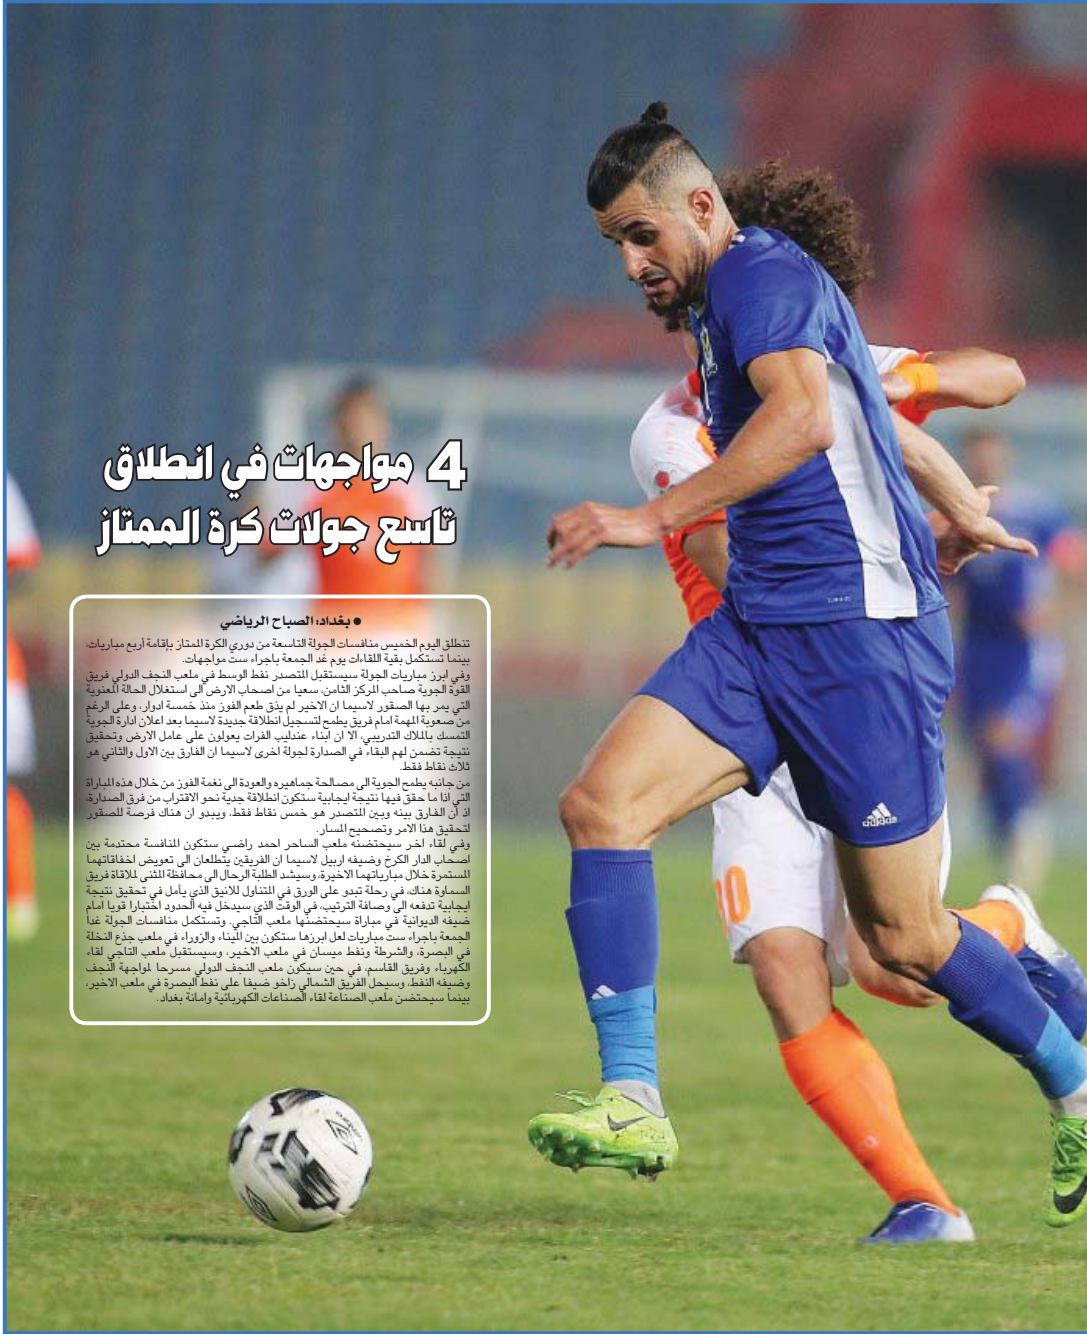 4 مواجهات في انطلاق
تاسع جولات كرة الممتاز
● بغداد: الصباح الرياضي
تنطلق اليوم الخميس منافسات الجولة التاسعة من دوري الكرة الممتاز بإقامة أربع مباريات،
بينما تستكمل بقية اللقاءات يوم غد الجمعة باجراء ست مواجهات.
وفي ابرز مباريات الجولة سيستقبل المتصدر نفط الوسط في ملعب النجف الدولي فريق
القوة الجوية صاحب المركز الثامن، سعيا من اصحاب الارض الى استغلال الحالة المعنوية
التي يمر بها الصقور لاسيما ان الاخير لم يذق طعم الفوز منذ خمسة ادوار، وعلى الرغم
من صعوبة المهمة امام فريق يطمح لتسجيل انطلاقة جديدة لاسيما بعد اعلان ادارة الجوية
التمسك بالملاك التدريبي، الا ان ابناء عندليب الفرات يعولون على عامل الارض وتحقيق
نتيجة تضمن لهم البقاء في الصدارة لجولة اخرى لاسيما ان الفارق بين الاول والثاني هو
ثلاث نقاط فقط.
من جانبه يطمح الجوية الى مصالحة جماهيره والعودة الى نغمة الفوز من خلال هذه المباراة
التي اذا ما حقق فيها نتيجة ايجابية ستكون انطلاقة جدية نحو الاقتراب من فرق الصدارة،
اذ أن الفارق بينه وبين المتصدر هو خمس نقاط فقط، ويبدو ان هناك فرصة للصقور
لتحقيق هذا الامر وتصحيح المسار.
وفي لقاء اخر سيحتضنه ملعب الساحر احمد راضي ستكون المنافسة محتدمة بين
اصحاب الدار الكرخ وضيفه اربيل لاسيما ان الفريقين يتطلعان الى تعويض اخفاقاتهما
المستمرة خلال مبارياتهما الاخيرة، وسيشد الطلبة الرحال الى محافظة المثنى لملاقاة فريق
السماوة هناك، في رحلة تبدو على الورق في المتناول للانيق الذي يأمل في تحقيق نتيجة
ايجابية تدفعه الى وصافة الترتيب، في الوقت الذي سيدخل فيه الحدود اختبارا قويا امام
ضيفه الديوانية في مباراة سيحتضنها ملعب التاجي. وتستكمل منافسات الجولة غدا
الجمعة باجراء ست مباريات لعل ابرزها ستكون بين الميناء والزوراء في ملعب جذع النخلة
في البصرة، والشرطة ونفط ميسان في ملعب الاخير، وسيستقبل ملعب التاجي لقاء
الكهرباء وفريق القاسم، في حين سيكون ملعب النجف الدولي مسرحا لمواجهة النجف
وضيفه النفط، وسيحل الفريق الشمالي زاخو ضيفا على نفط البصرة في ملعب الاخير،
بينما سيحتضن ملعب الصناعة لقاء الصناعات الكهربائية وامانة بغداد.
adidas
umbro